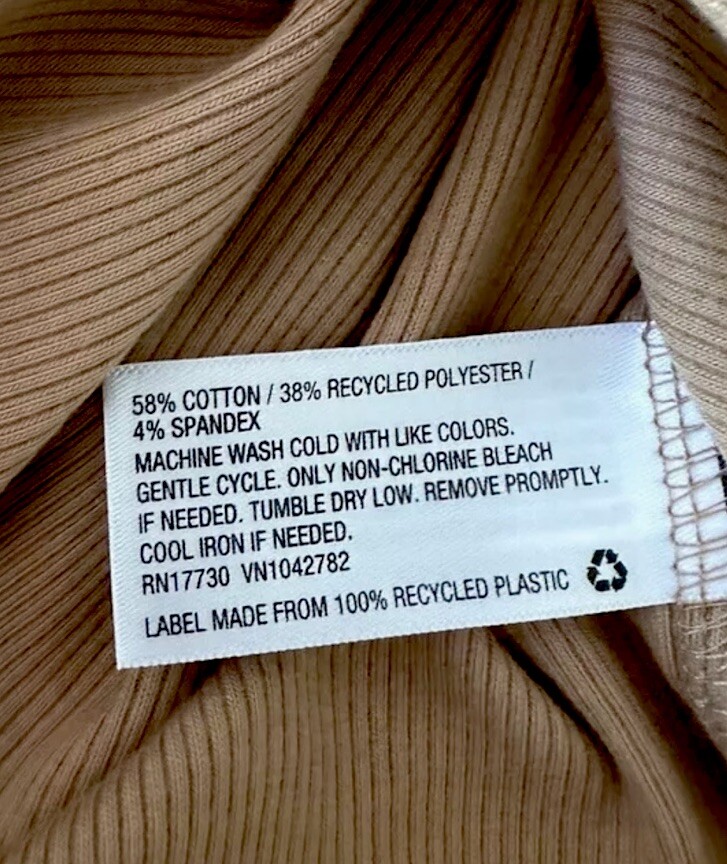 58% COTTON / 38% RECYCLED POLYESTER /
4% SPANDEX
MACHINE WASH COLD WITH LIKE COLORS.
GENTLE CYCLE. ONLY NON-CHLORINE BLEACH
IF NEEDED. TUMBLE DRY LOW. REMOVE PROMPTLY.
COOL IRON IF NEEDED.
RN17730 VN1042782
LABEL MADE FROM 100% RECYCLED PLASTIC